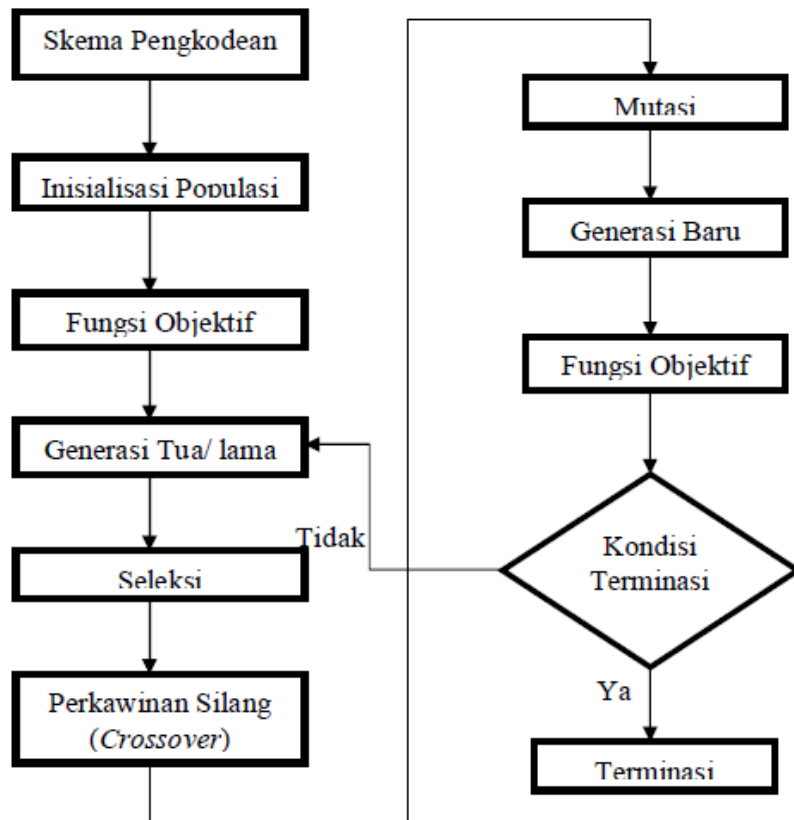 Skema Pengkodean
Inisialisasi Populasi
Fungsi Objektif
Generasi Tua/ lama
Seleksi
Perkawinan Silang
(Crossover)
Mutasi
Generasi Baru
Fungsi Objektif
Kondisi
Terminasi
Tidak
Ya
Terminasi